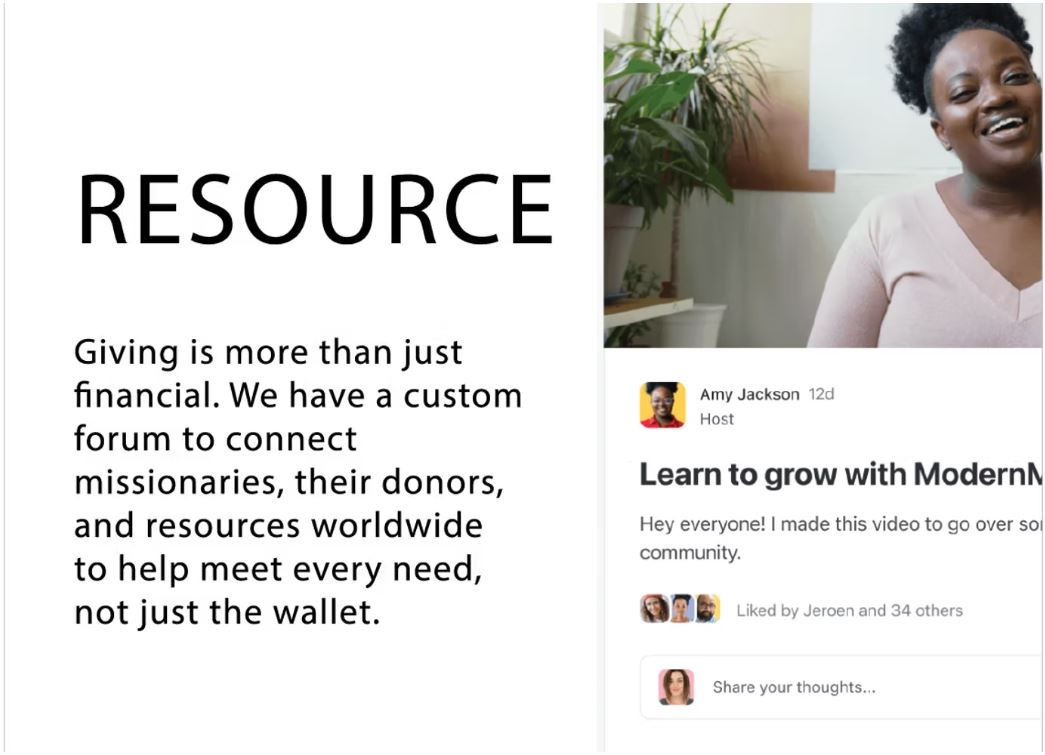 RESOURCE
Giving is more than just
financial. We have a custom
forum to connect
missionaries, their donors,
and resources worldwide
to help meet every need,
not just the wallet.
Amy Jackson 12d
Host
Learn to grow with Modern
Hey everyone! I made this video to go over
community.
Liked by Jeroen and 34 others
Share your thoughts...